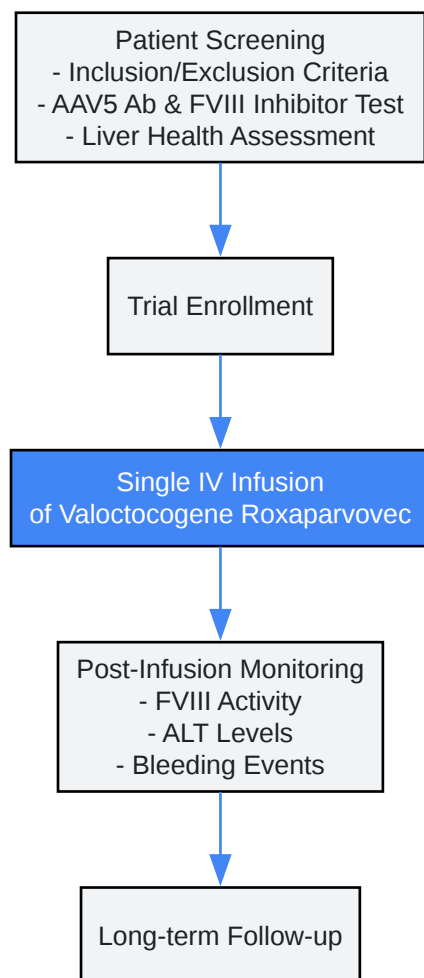 Patient Screening
- Inclusion/Exclusion Criteria
- AAV5 Ab & FVIII Inhibitor Test
- Liver Health Assessment
Trial Enrollment
Single IV Infusion
of Valoctocogene Roxaparvovec
Post-Infusion Monitoring
- FVIII Activity
- ALT Levels
- Bleeding Events
Long-term Follow-up